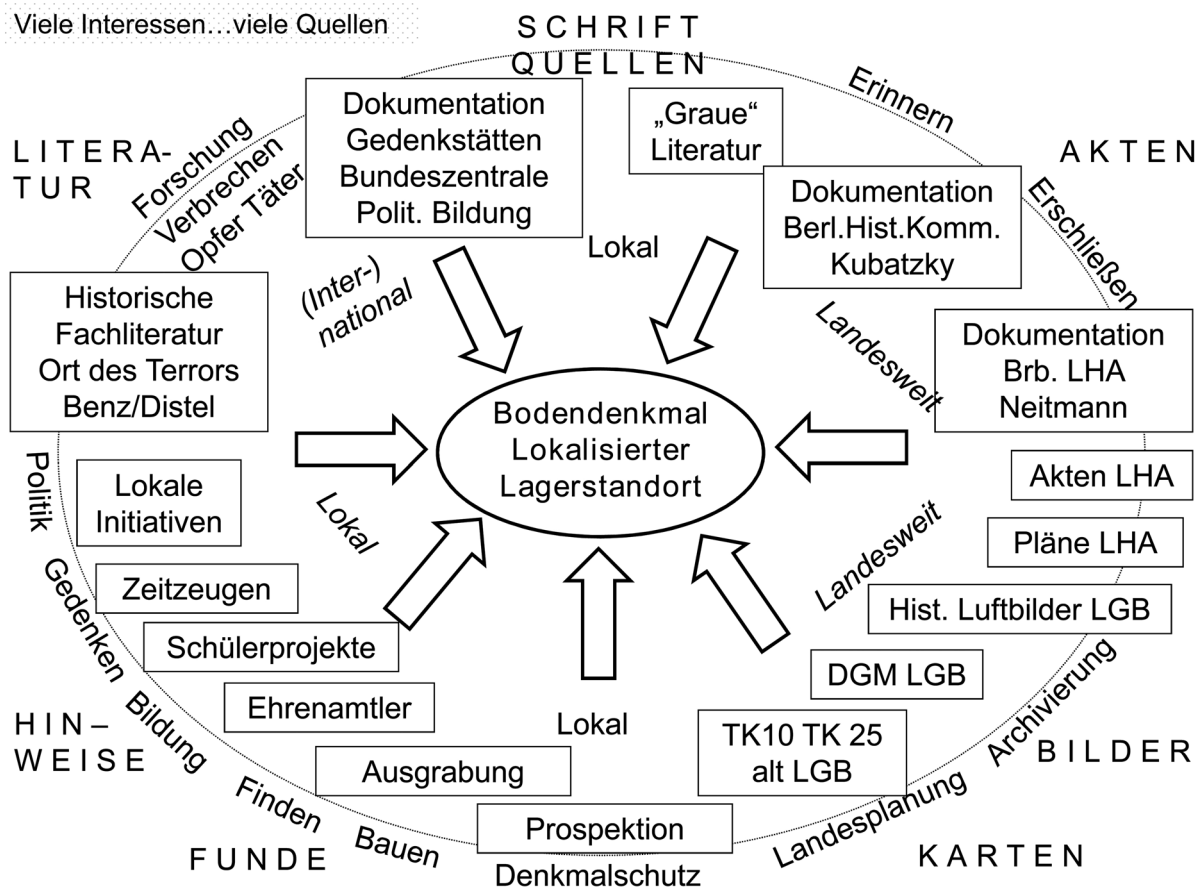 Viele Interessen…viele Quellen
SCHRIFT
QUELLEN
Erinnern
LITERA-
TUR
Forschung
Verbrechen
Opfer Täter
Dokumentation
Gedenkstätten
Bundeszentrale
Polit. Bildung
„Graue“
Literatur
AKTEN
Dokumentation
Berl.Hist.Komm.
Kubatzky
Erschließen
Lokal
(Inter-)
national
Historische
Fachliteratur
Ort des Terrors
Benz/Distel
Landesweit
Dokumentation
Brb. LHA
Neitmann
Bodendenkmal
Lokalisierter
Lagerstandort
Politik
Lokale
Initiativen
Lokal
Akten LHA
Pläne LHA
Landesweit
Gedenken
Zeitzeugen
Hist. Luftbilder LGB
Schülerprojekte
DGM LGB
Archivierung
Bildung
Ehrenamtler
Lokal
HIN–
WEISE
TK10 TK 25
alt LGB
BILDER
Ausgrabung
Finden
Bauen
Prospektion
Landesplanung
FUNDE
Denkmalschutz
KARTEN